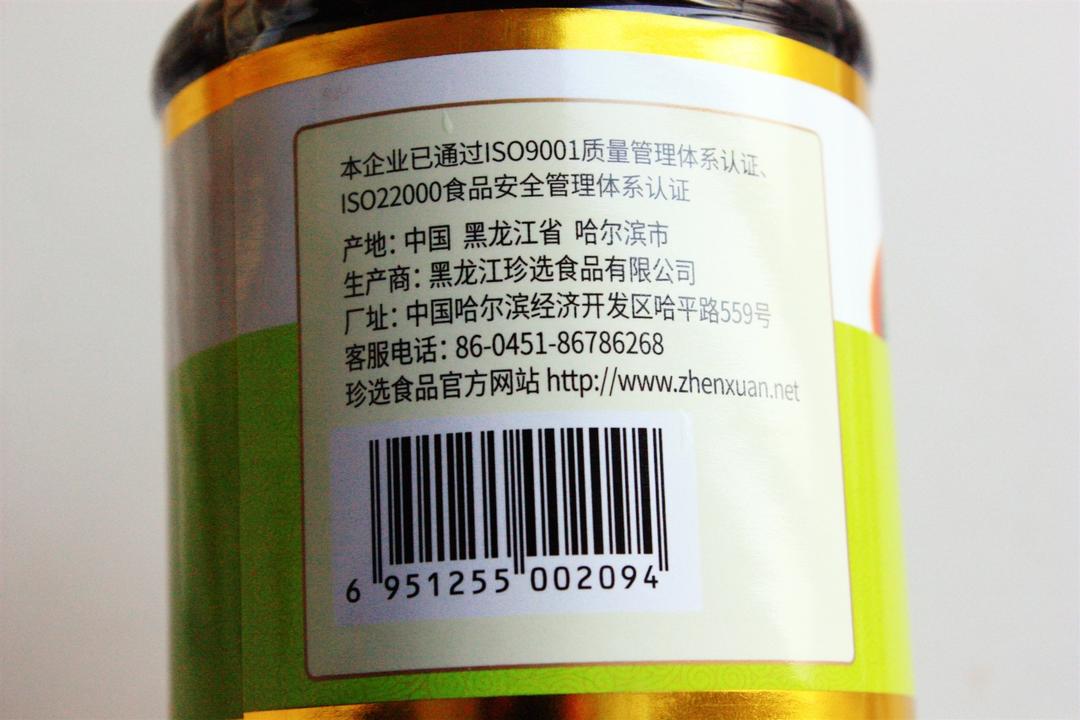 本企业已通过ISO9001质量管理体系认证、
ISO22000食品安全管理体系认证
产地：中国 黑龙江省 哈尔滨市
生产商：黑龙江珍选食品有限公司
厂址：中国哈尔滨经济开发区哈平路559号
客服电话：86-0451-86786268
珍选食品官方网站 http://www.zhenxuan.net
6 951255 002094